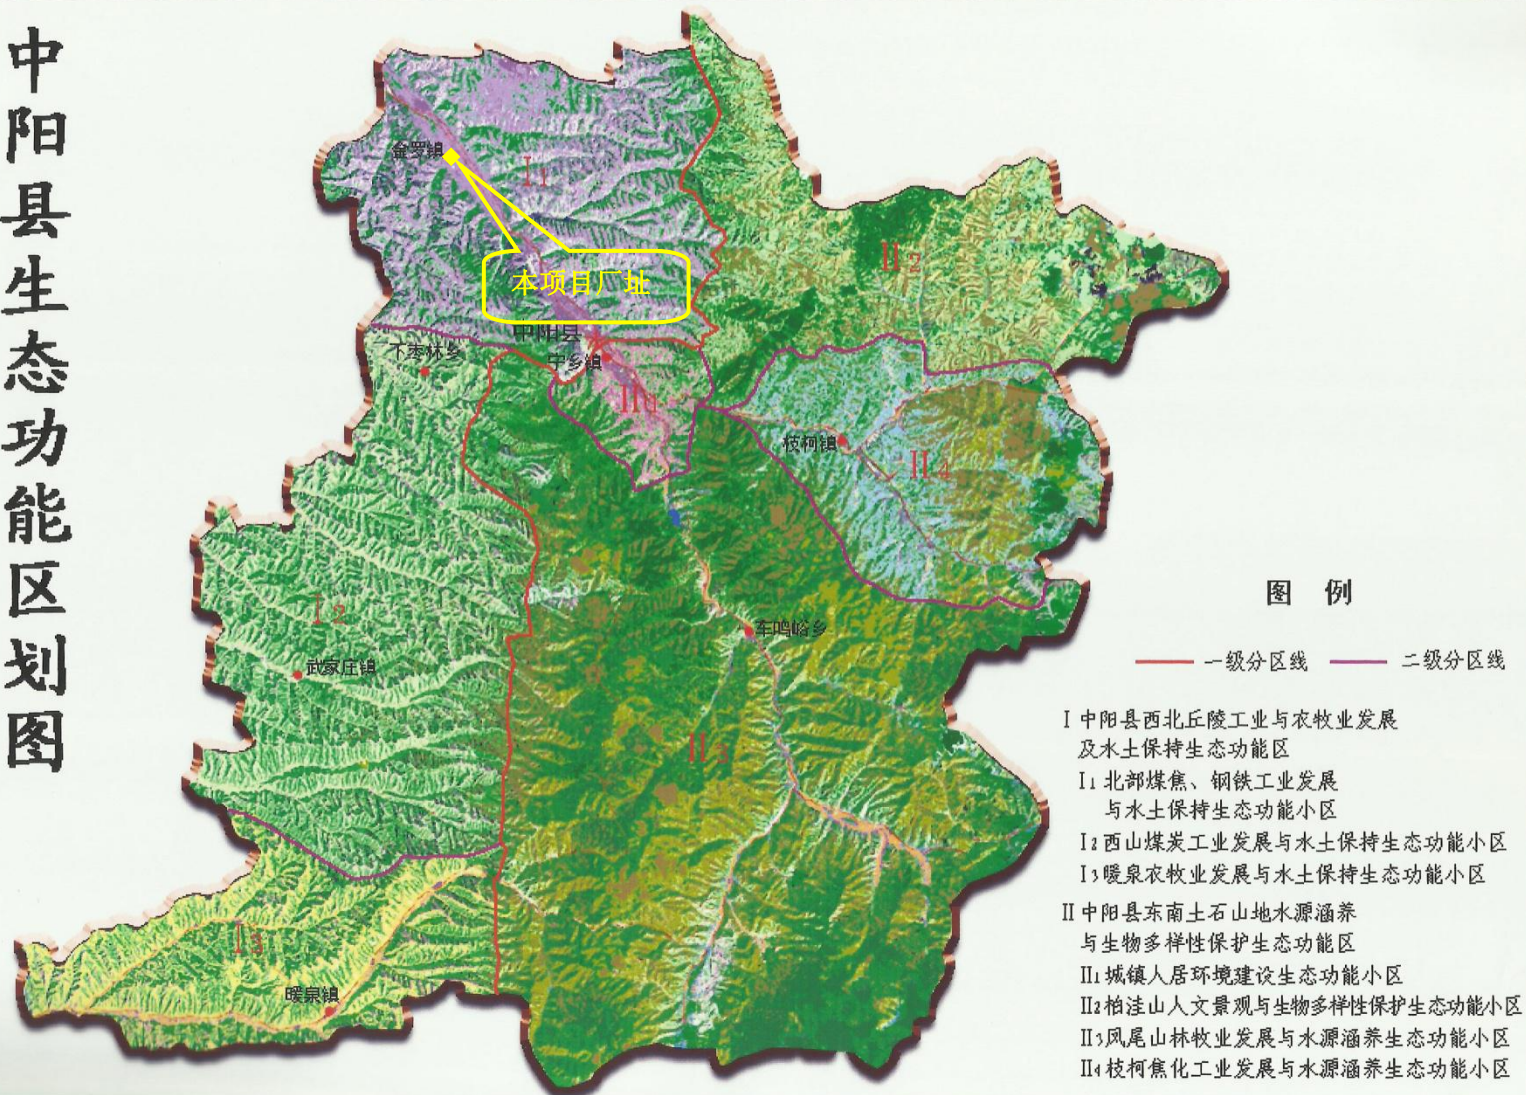 中阳县生态功能区划图
金罗镇
I1
本项目厂址
中阳县
宁乡镇
下枣林乡
II1
II2
枝柯镇
II4
I2
武家庄镇
车鸣峪乡
II3
I3
暖泉镇
图 例
一级分区线 二级分区线
I 中阳县西北丘陵工业与农牧业发展
及水土保持生态功能区
I1 北部煤焦、钢铁工业发展
与水土保持生态功能小区
I2 西山煤炭工业发展与水土保持生态功能小区
I3 暖泉农牧业发展与水土保持生态功能小区
II 中阳县东南土石山地水源涵养
与生物多样性保护生态功能区
II1 城镇人居环境建设生态功能小区
II2 柏洼山人文景观与生物多样性保护生态功能小区
II3 凤尾山林牧业发展与水源涵养生态功能小区
II4 枝柯焦化工业发展与水源涵养生态功能小区